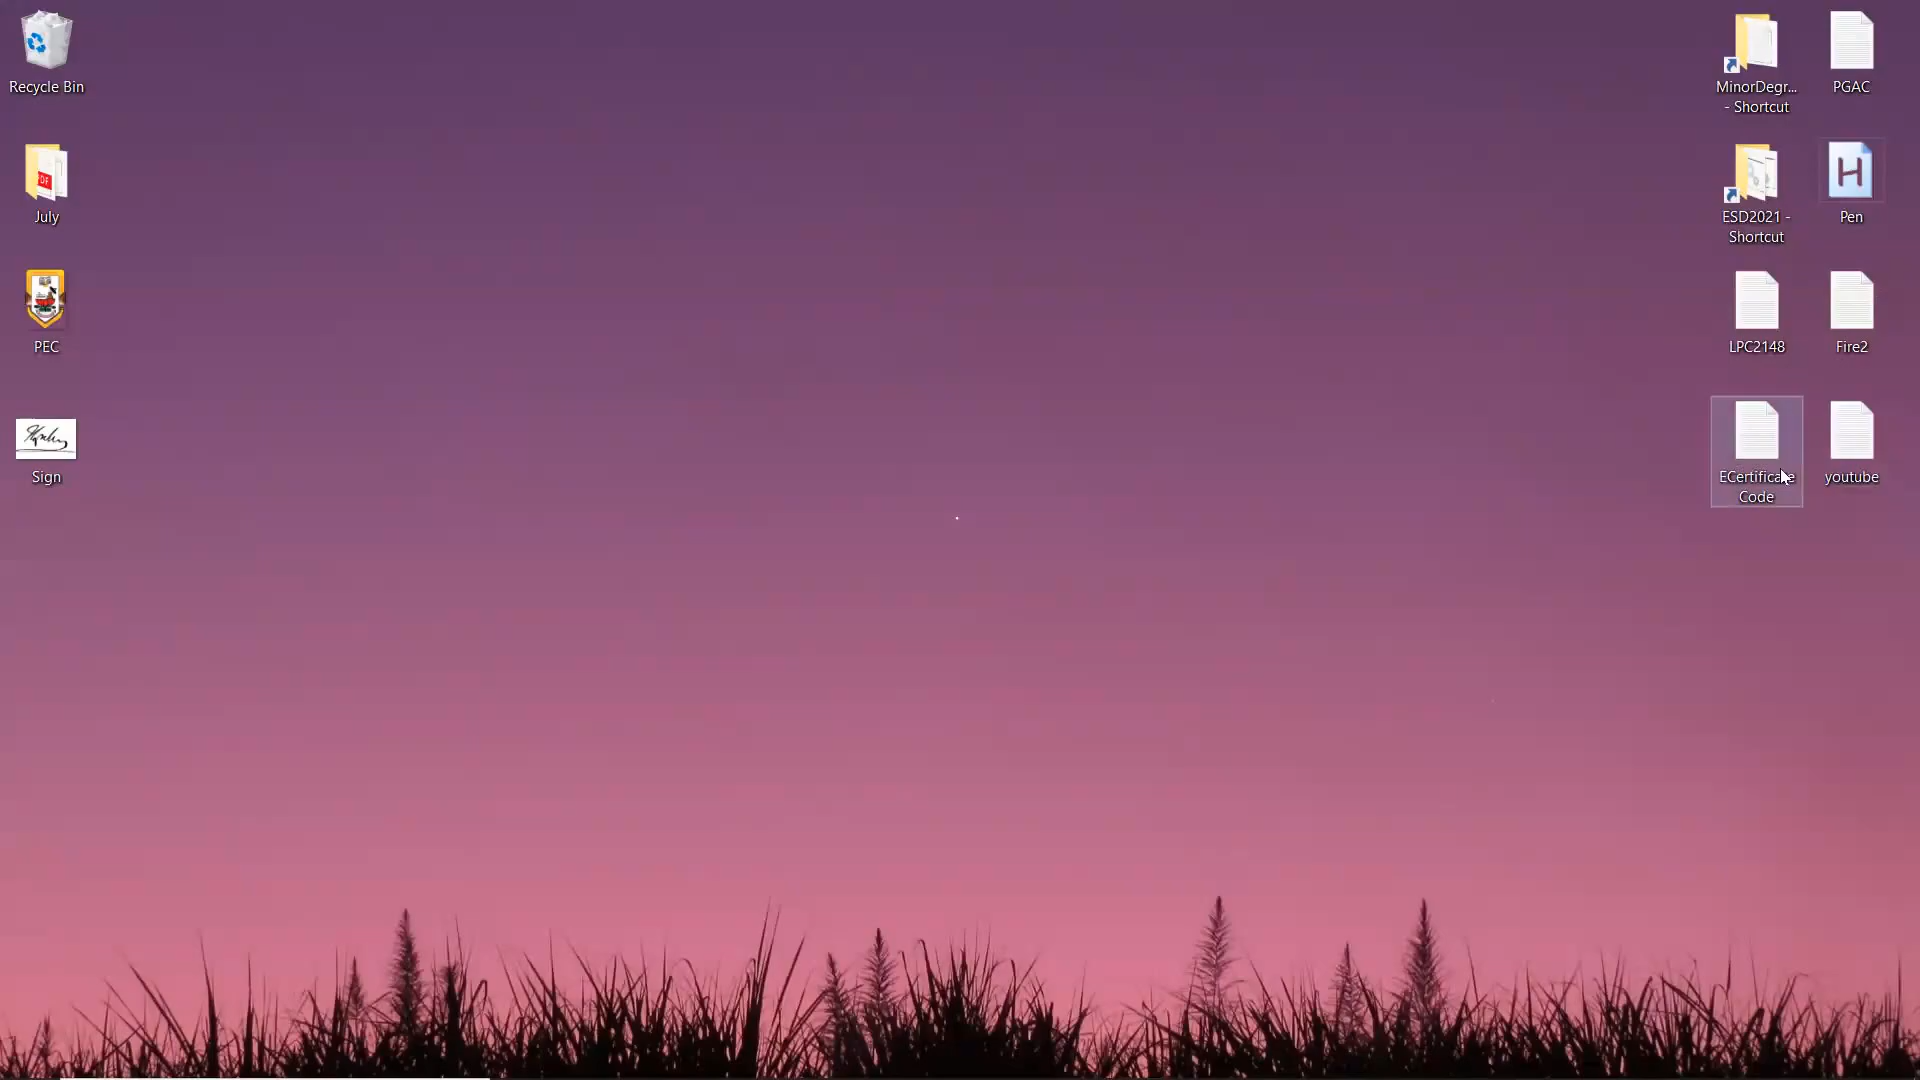 Recycle Bin
July
PEC
Sign
MinorDegr...
- Shortcut
PGAC
ESD2021 -
Shortcut
Pen
LPC2148
Fire2
ECertificate
Code
youtube